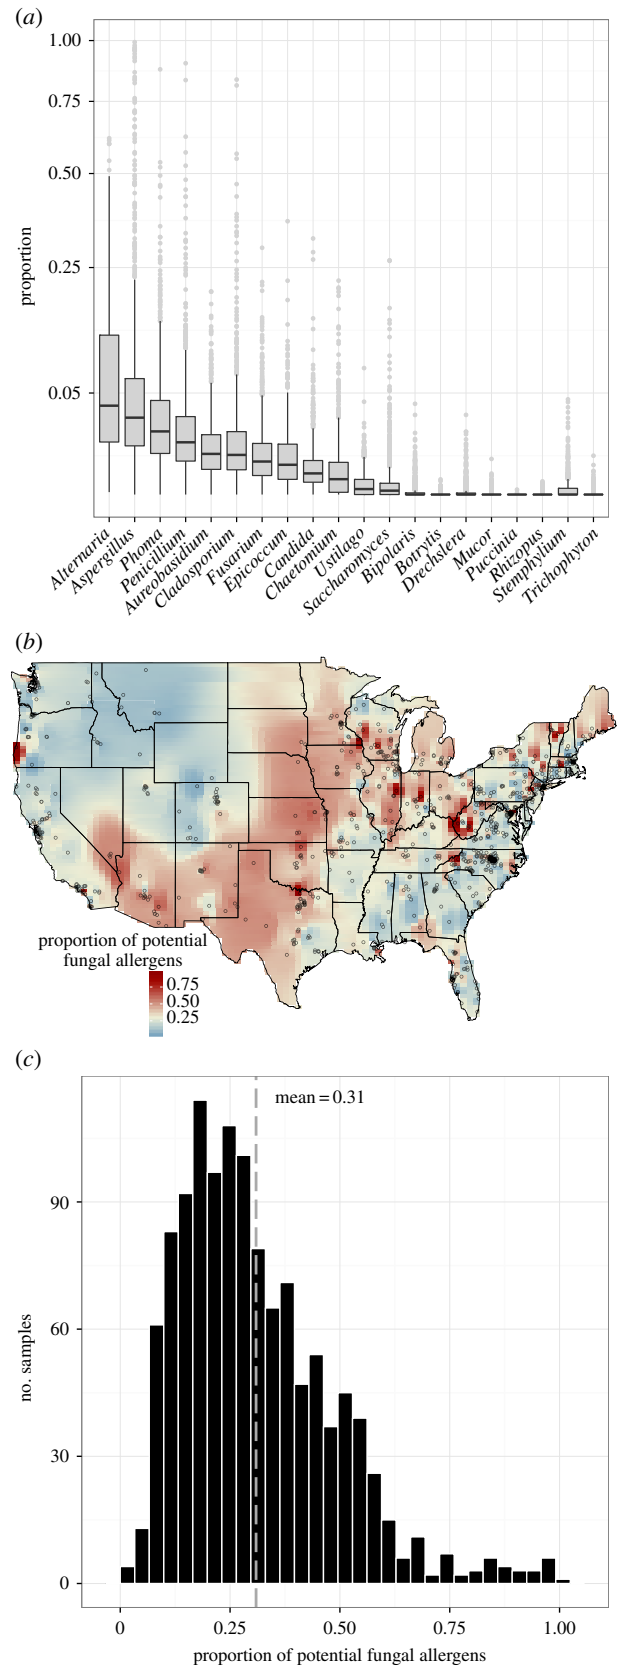 (a)
1.00
0.75
0.50
0.25
0.05
proportion
Alternaria
Aspergillus
Phoma
Penicillium
Aureobasidium
Cladosporium
Fusarium
Epicoccum
Candida
Chaetomium
Ustilago
Saccharomyces
Bipolaris
Botrytis
Drechslera
Mucor
Puccinia
Rhizopus
Stemphylium
Trichophyton
(b)
proportion of potential
fungal allergens
0.75
0.50
0.25
(c)
mean = 0.31
90
60
30
0
no. samples
0
0.25
0.50
0.75
1.00
proportion of potential fungal allergens